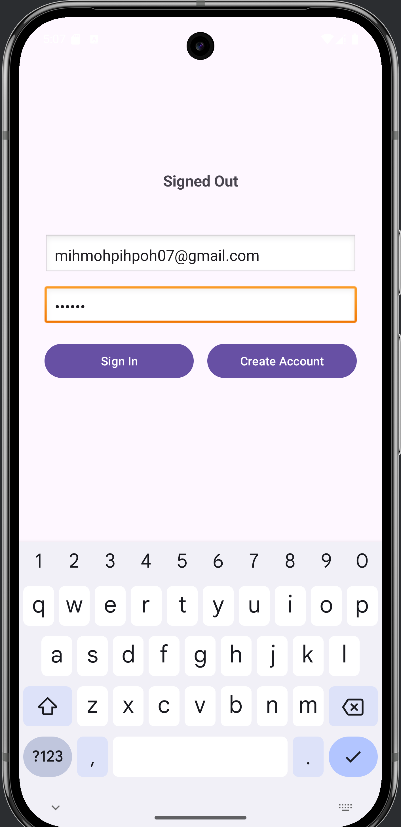 Signed Out
mihmohpihpoh07@gmail.com
••••••
Sign In Create Account
1 2 3 4 5 6 7 8 9 0
q w e r t y u i o p
a s d f g h j k l
z x c v b n m
?123 , .